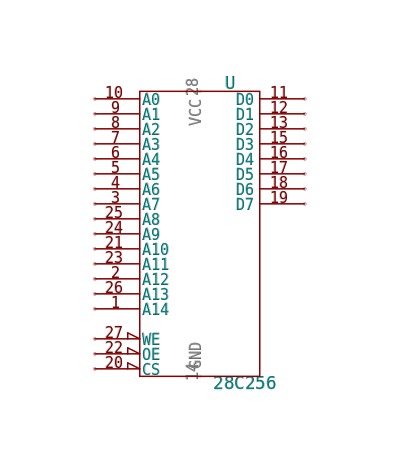 28 U
10 A0 VCC D0 11
9 A1 D1 12
8 A2 D2 13
7 A3 D3 15
6 A4 D4 16
5 A5 D5 17
4 A6 D6 18
3 A7 D7 19
25 A8
24 A9
21 A10
23 A11
2 A12
26 A13
1 A14
27 WE
22 OE GND
20 CS 14
28C256